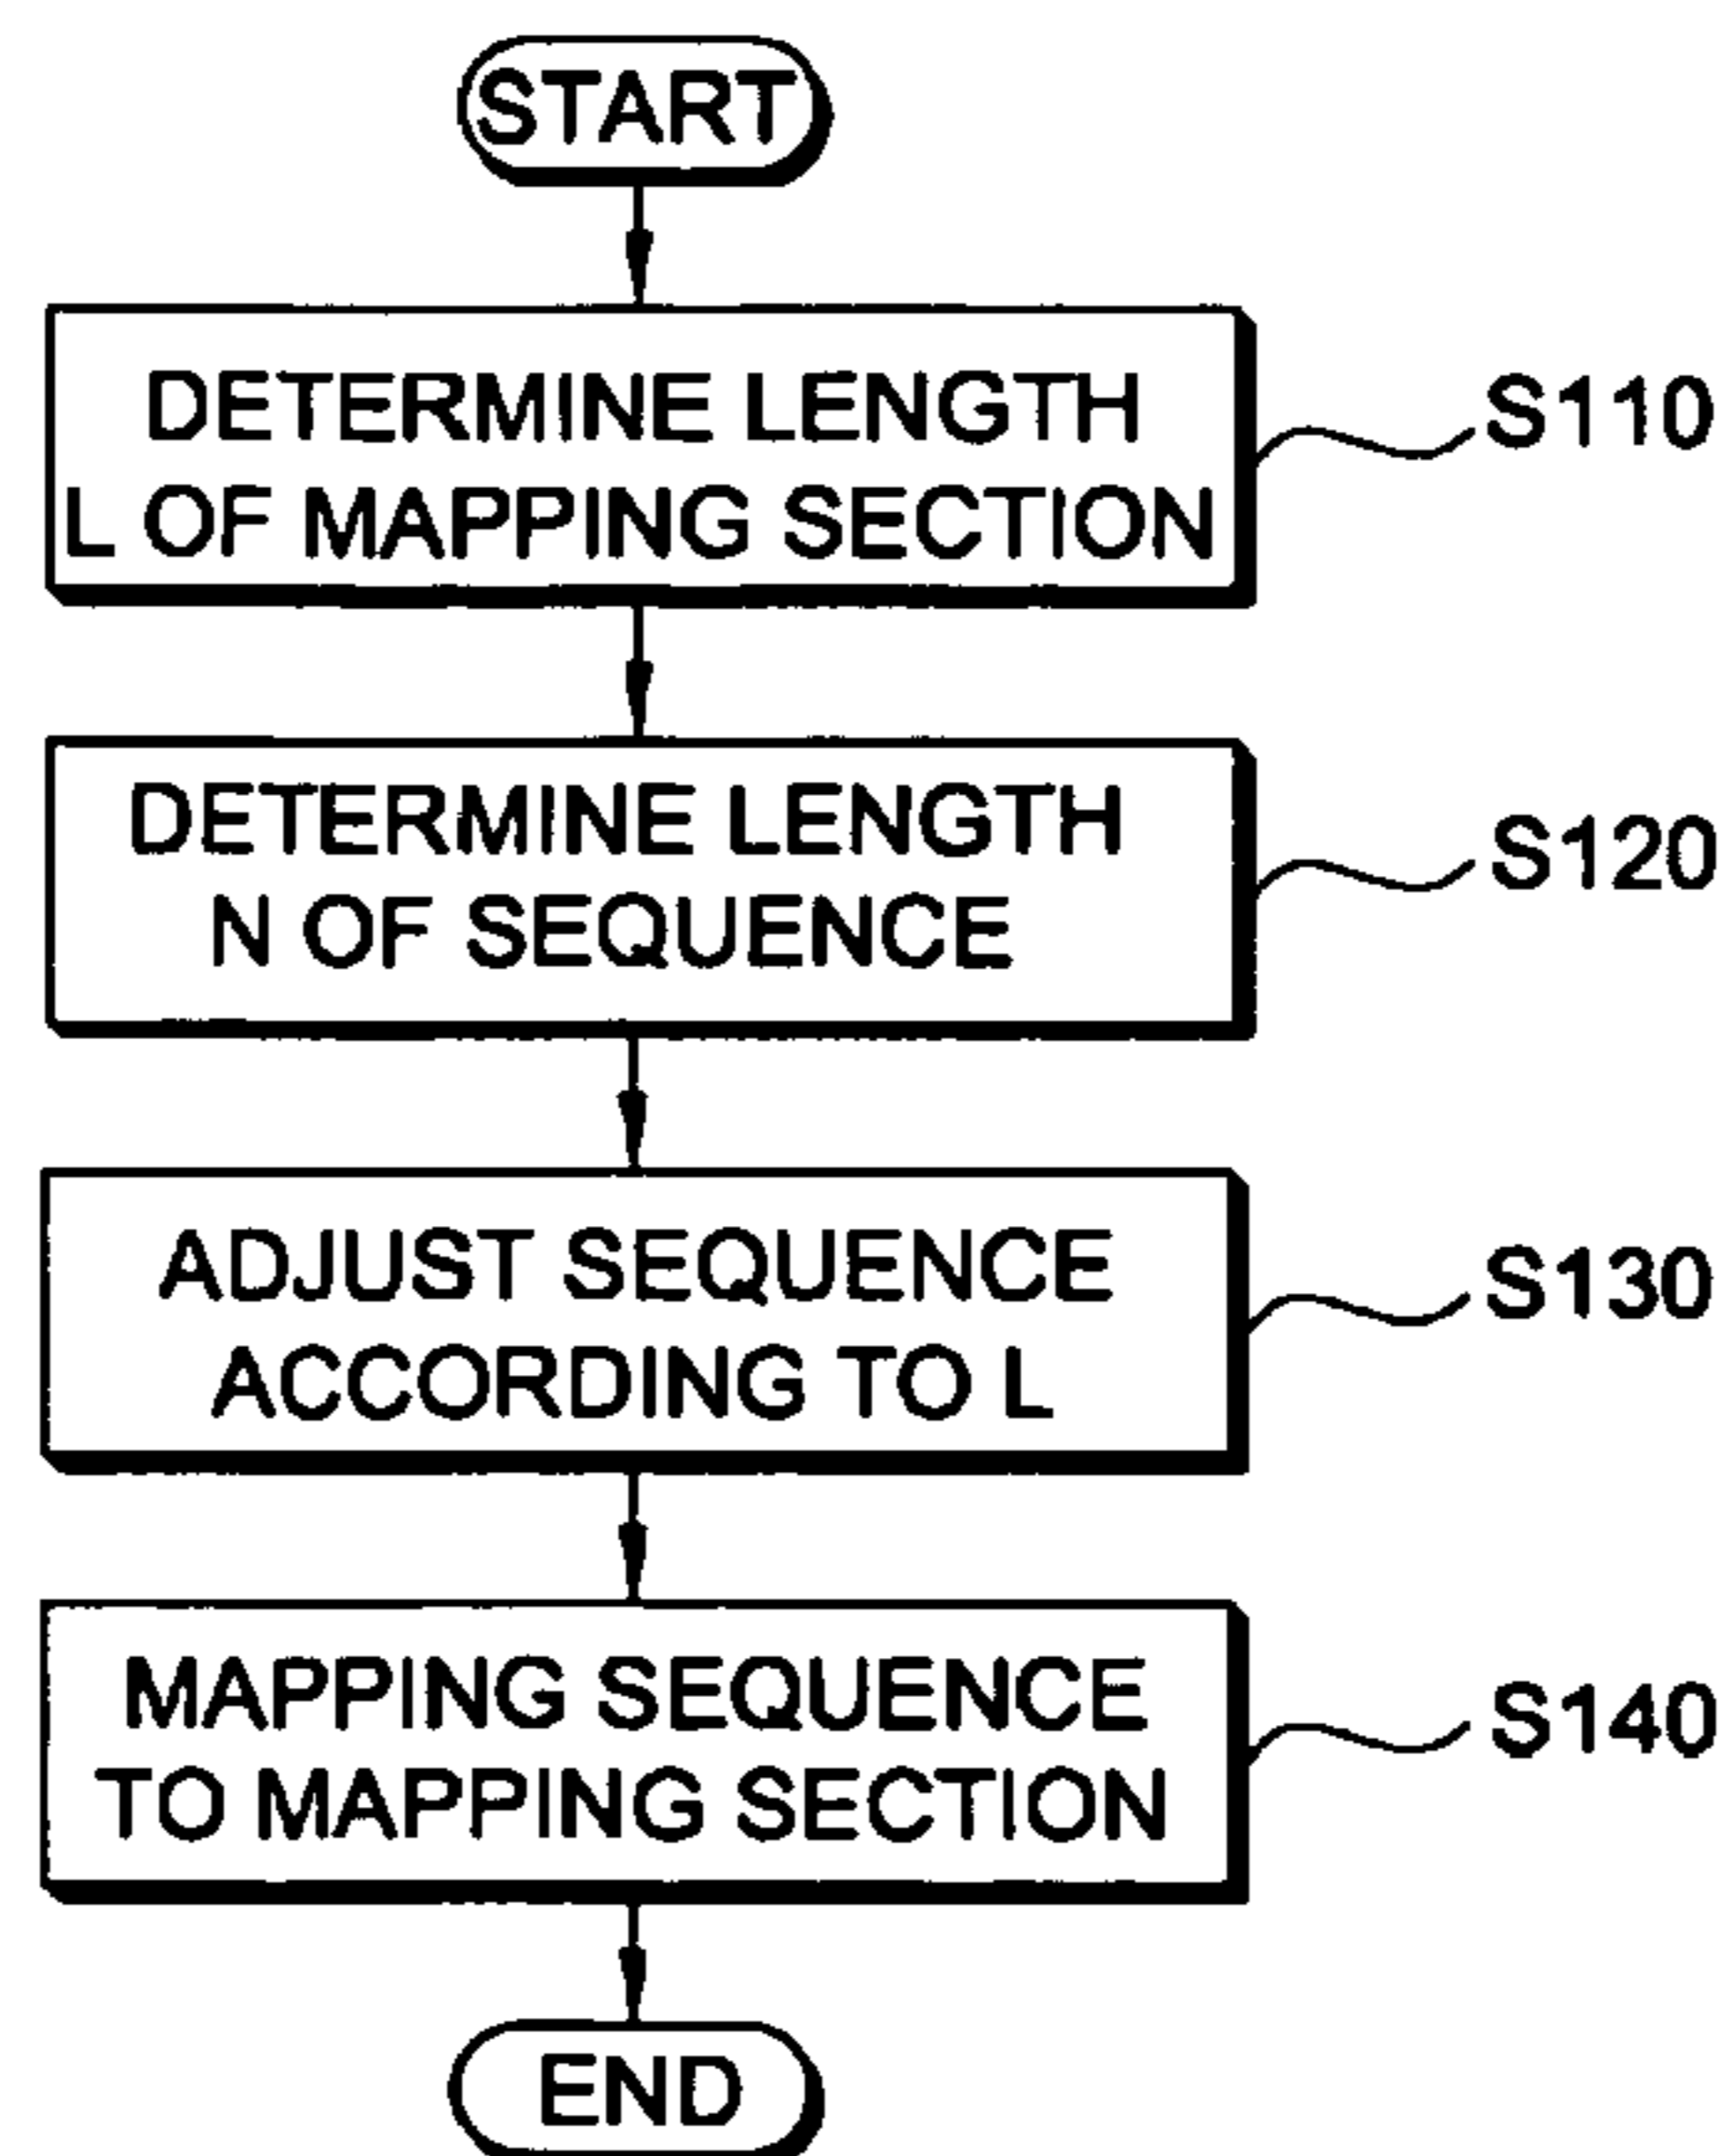 START
DETERMINE LENGTH
L OF MAPPING SECTION
S110
DETERMINE LENGTH
N OF SEQUENCE
S120
ADJUST SEQUENCE
ACCORDING TO L
S130
MAPPING SEQUENCE
TO MAPPING SECTION
S140
END